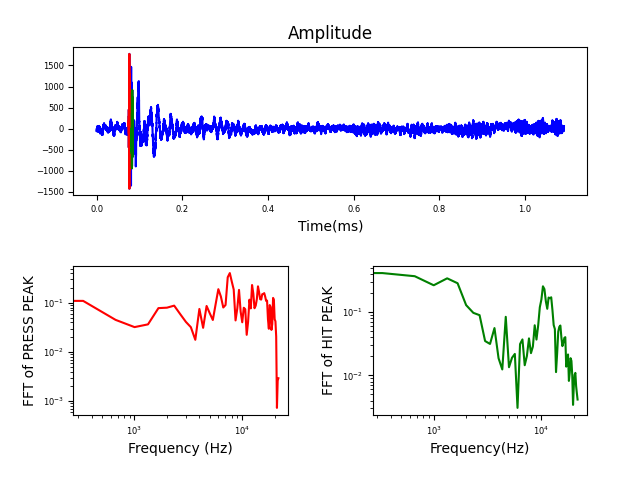 Amplitude
1500
1000
500
0
−500
−1000
−1500
0.0 0.2 0.4 0.6 0.8 1.0
Time(ms)
FFT of PRESS PEAK
10⁻¹
10⁻²
10⁻³
10³ 10⁴
Frequency (Hz)
FFT of HIT PEAK
10⁻¹
10⁻²
10³ 10⁴
Frequency(Hz)